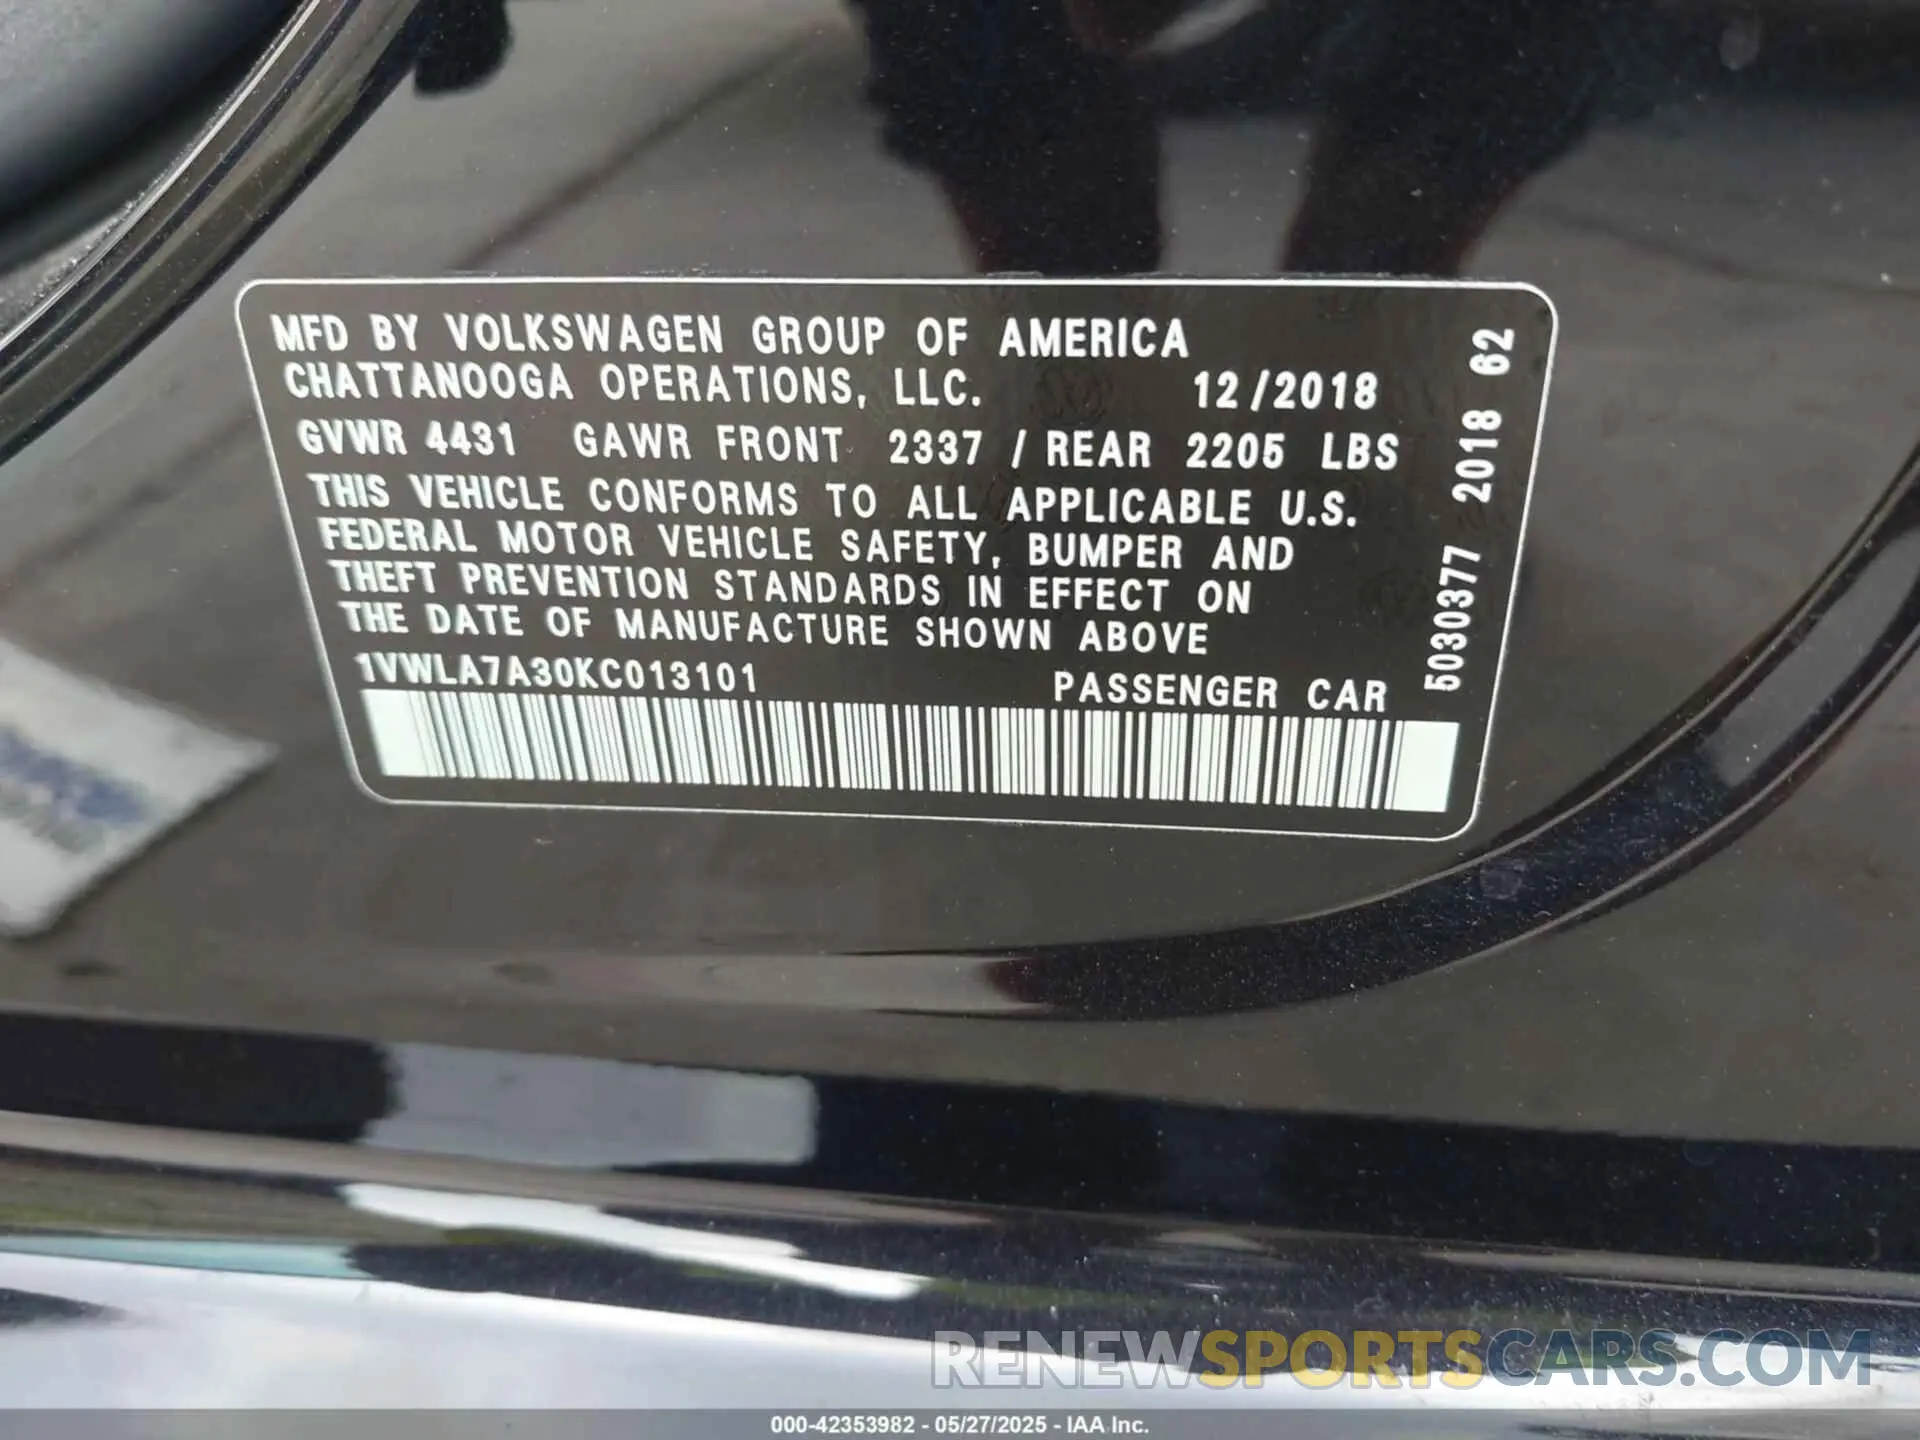 MFD BY VOLKSWAGEN GROUP OF AMERICA
CHATTANOOGA OPERATIONS, LLC. 12/2018
GVWR 4431 GAWR FRONT 2337 / REAR 2205 LBS
THIS VEHICLE CONFORMS TO ALL APPLICABLE U.S.
FEDERAL MOTOR VEHICLE SAFETY, BUMPER AND
THEFT PREVENTION STANDARDS IN EFFECT ON
THE DATE OF MANUFACTURE SHOWN ABOVE
1VWLA7A30KC013101 PASSENGER CAR
5030377 2018 62
RENEWSPORTSCARS.COM
000-42353982 - 05/27/2025 - IAA Inc.